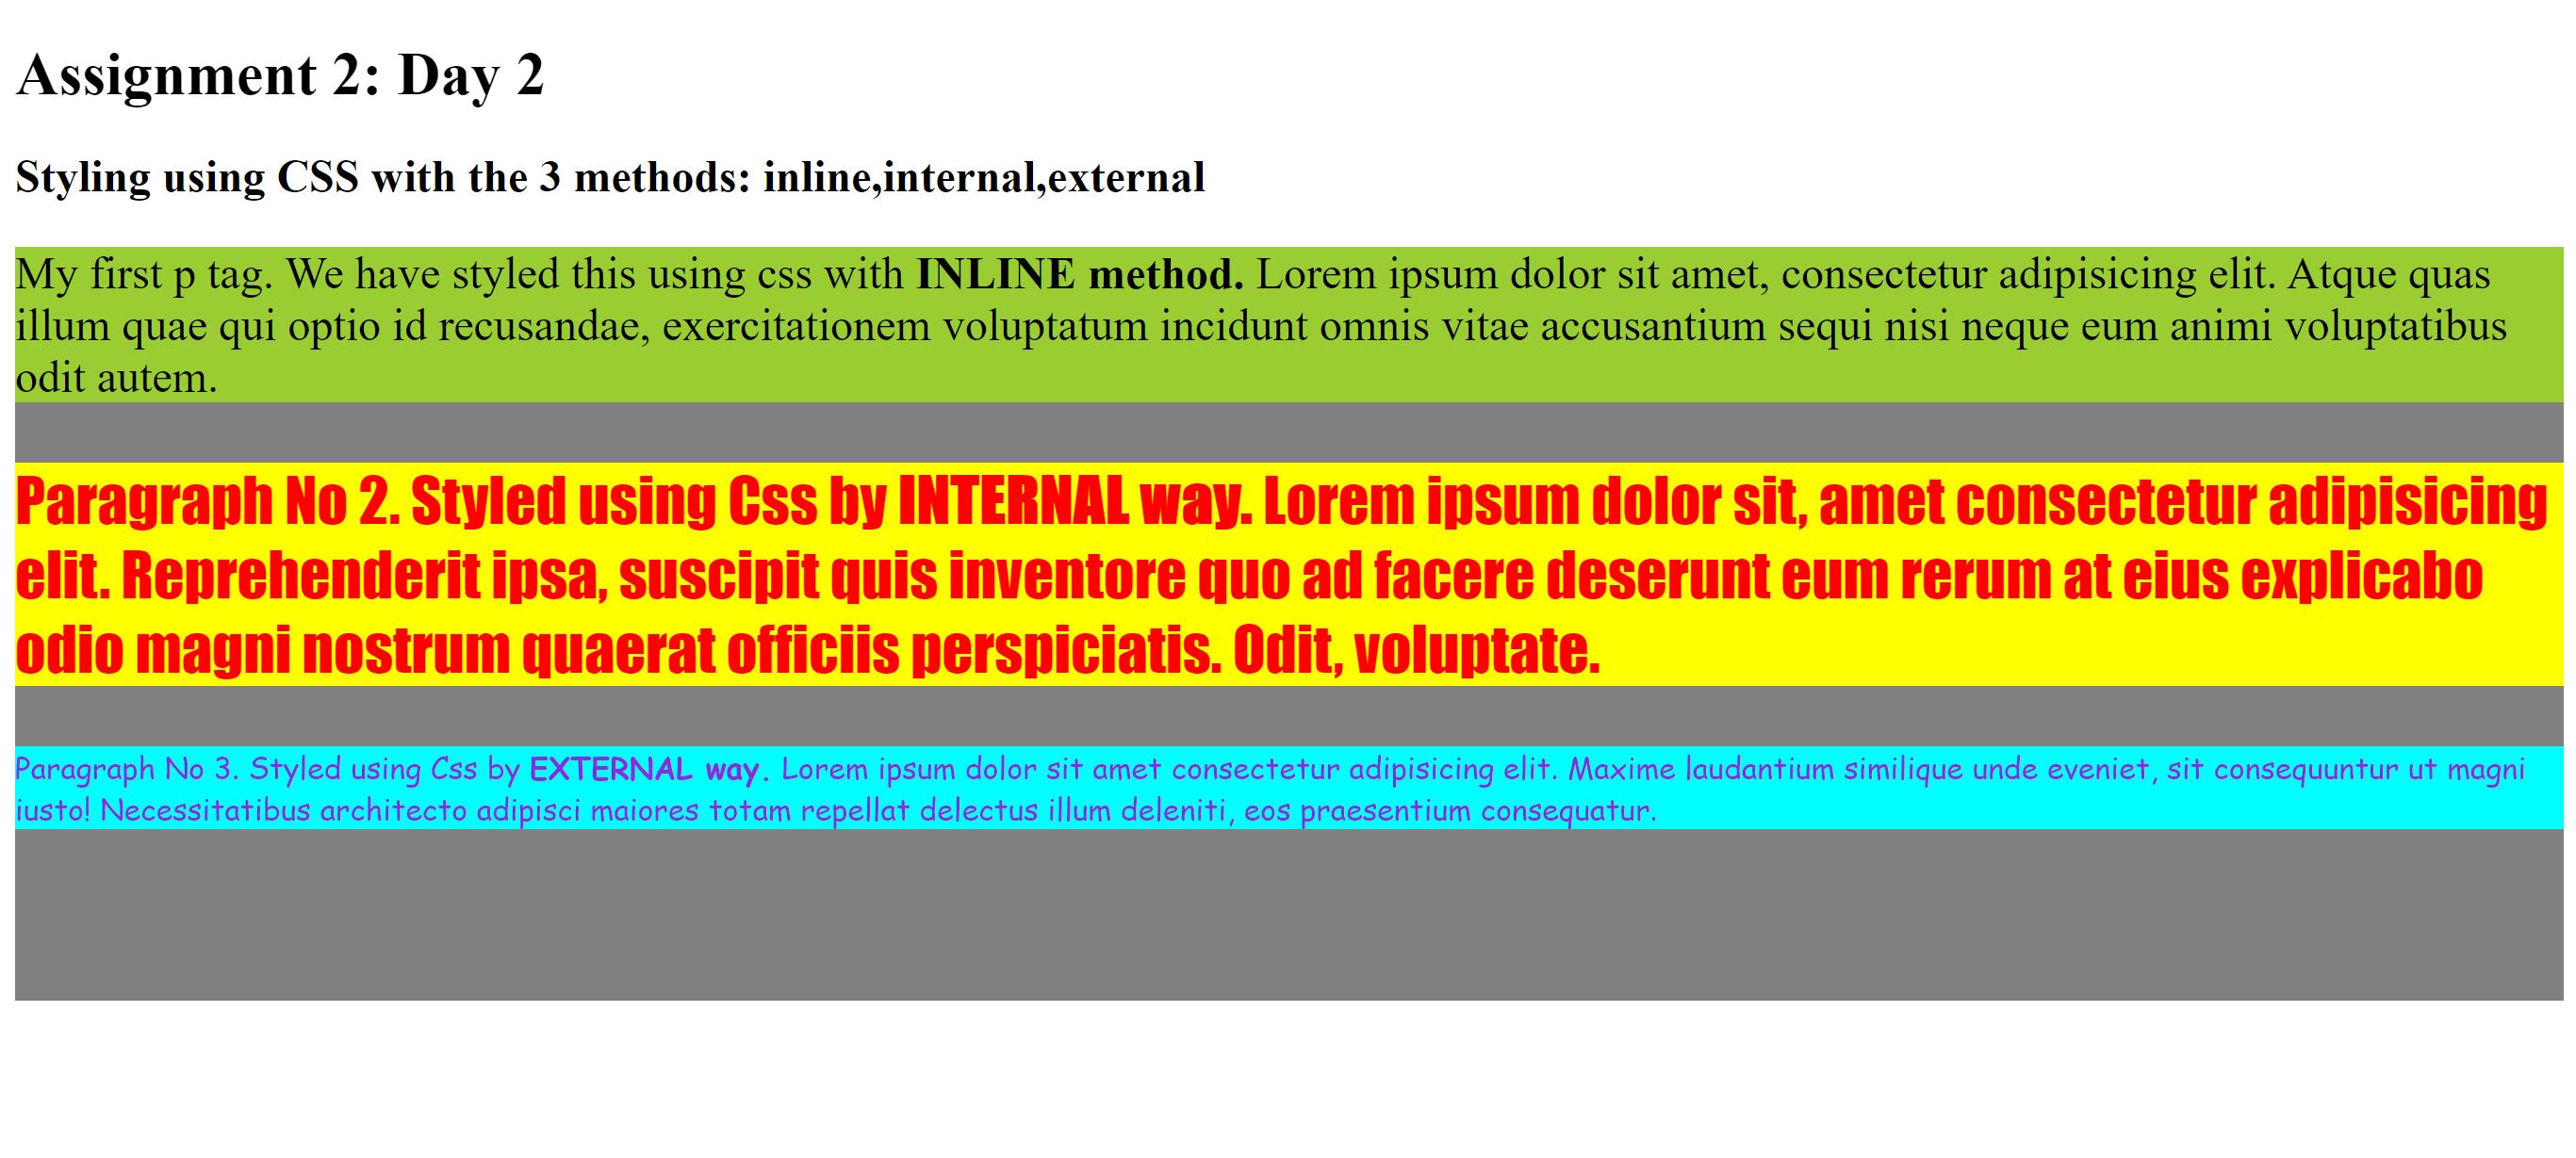 Assignment 2: Day 2
Styling using CSS with the 3 methods: inline,internal,external
My first p tag. We have styled this using css with INLINE method. Lorem ipsum dolor sit amet, consectetur adipisicing elit. Atque quas
illum quae qui optio id recusandae, exercitationem voluptatum incidunt omnis vitae accusantium sequi nisi neque eum animi voluptatibus
odit autem.
Paragraph No 2. Styled using Css by INTERNAL way. Lorem ipsum dolor sit, amet consectetur adipisicing
elit. Reprehenderit ipsa, suscipit quis inventore quo ad facere deserunt eum rerum at eius explicabo
odio magni nostrum quaerat officiis perspiciatis. Odit, voluptate.
Paragraph No 3. Styled using Css by EXTERNAL way. Lorem ipsum dolor sit amet consectetur adipisicing elit. Maxime laudantium similique unde eveniet, sit consequuntur ut magni
iusto! Necessitatibus architecto adipisci maiores totam repellat delectus illum deleniti, eos praesentium consequatur.